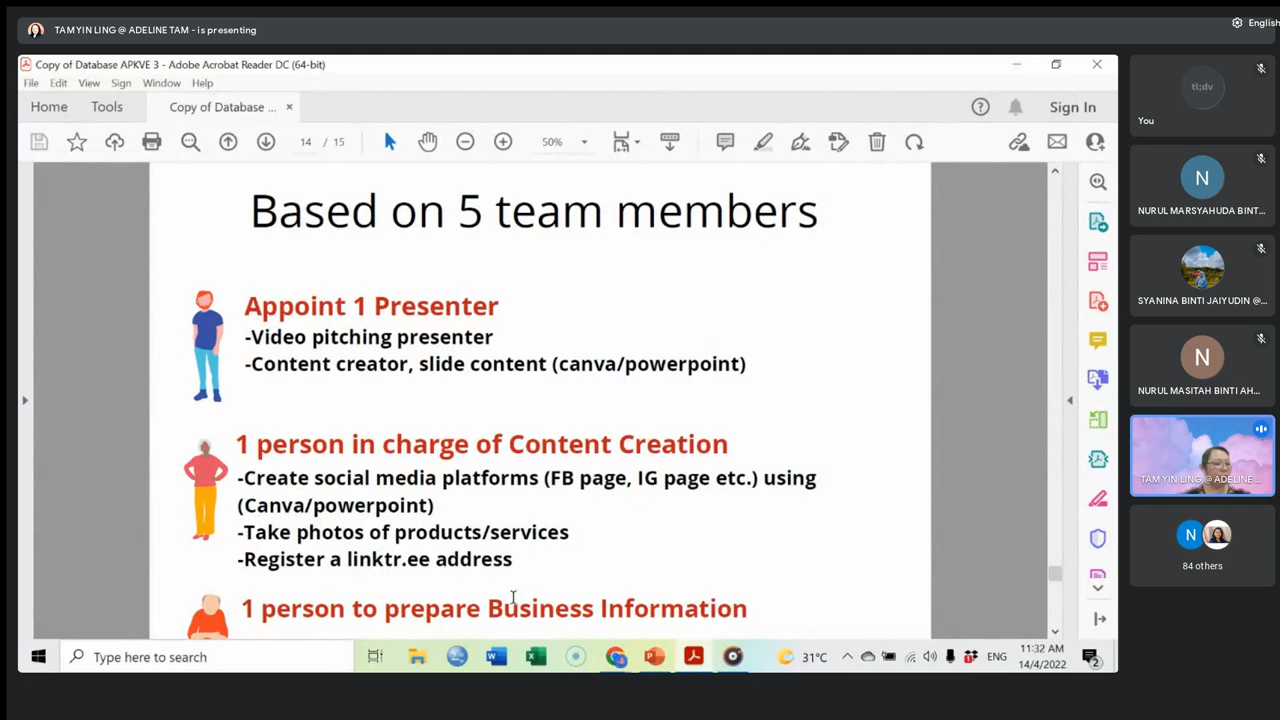 TAM YIN LING @ ADELINE TAM - is presenting
English
Copy of Database APKVE 3 - Adobe Acrobat Reader DC (64-bit)
File Edit View Sign Window Help
Home Tools Copy of Database ... × Sign In
14 / 15 50%
Based on 5 team members
Appoint 1 Presenter
-Video pitching presenter
-Content creator, slide content (canva/powerpoint)
1 person in charge of Content Creation
-Create social media platforms (FB page, IG page etc.) using
(Canva/powerpoint)
-Take photos of products/services
-Register a linktr.ee address
1 person to prepare Business Information
tl;dv
You
N
NURUL MARSYAHUDA BINT...
SYANINA BINTI JAIYUDIN @...
N
NURUL MASITAH BINTI AH...
TAM YIN LING @ ADELINE ...
N
84 others
Type here to search
31°C
ENG
11:32 AM
14/4/2022
2